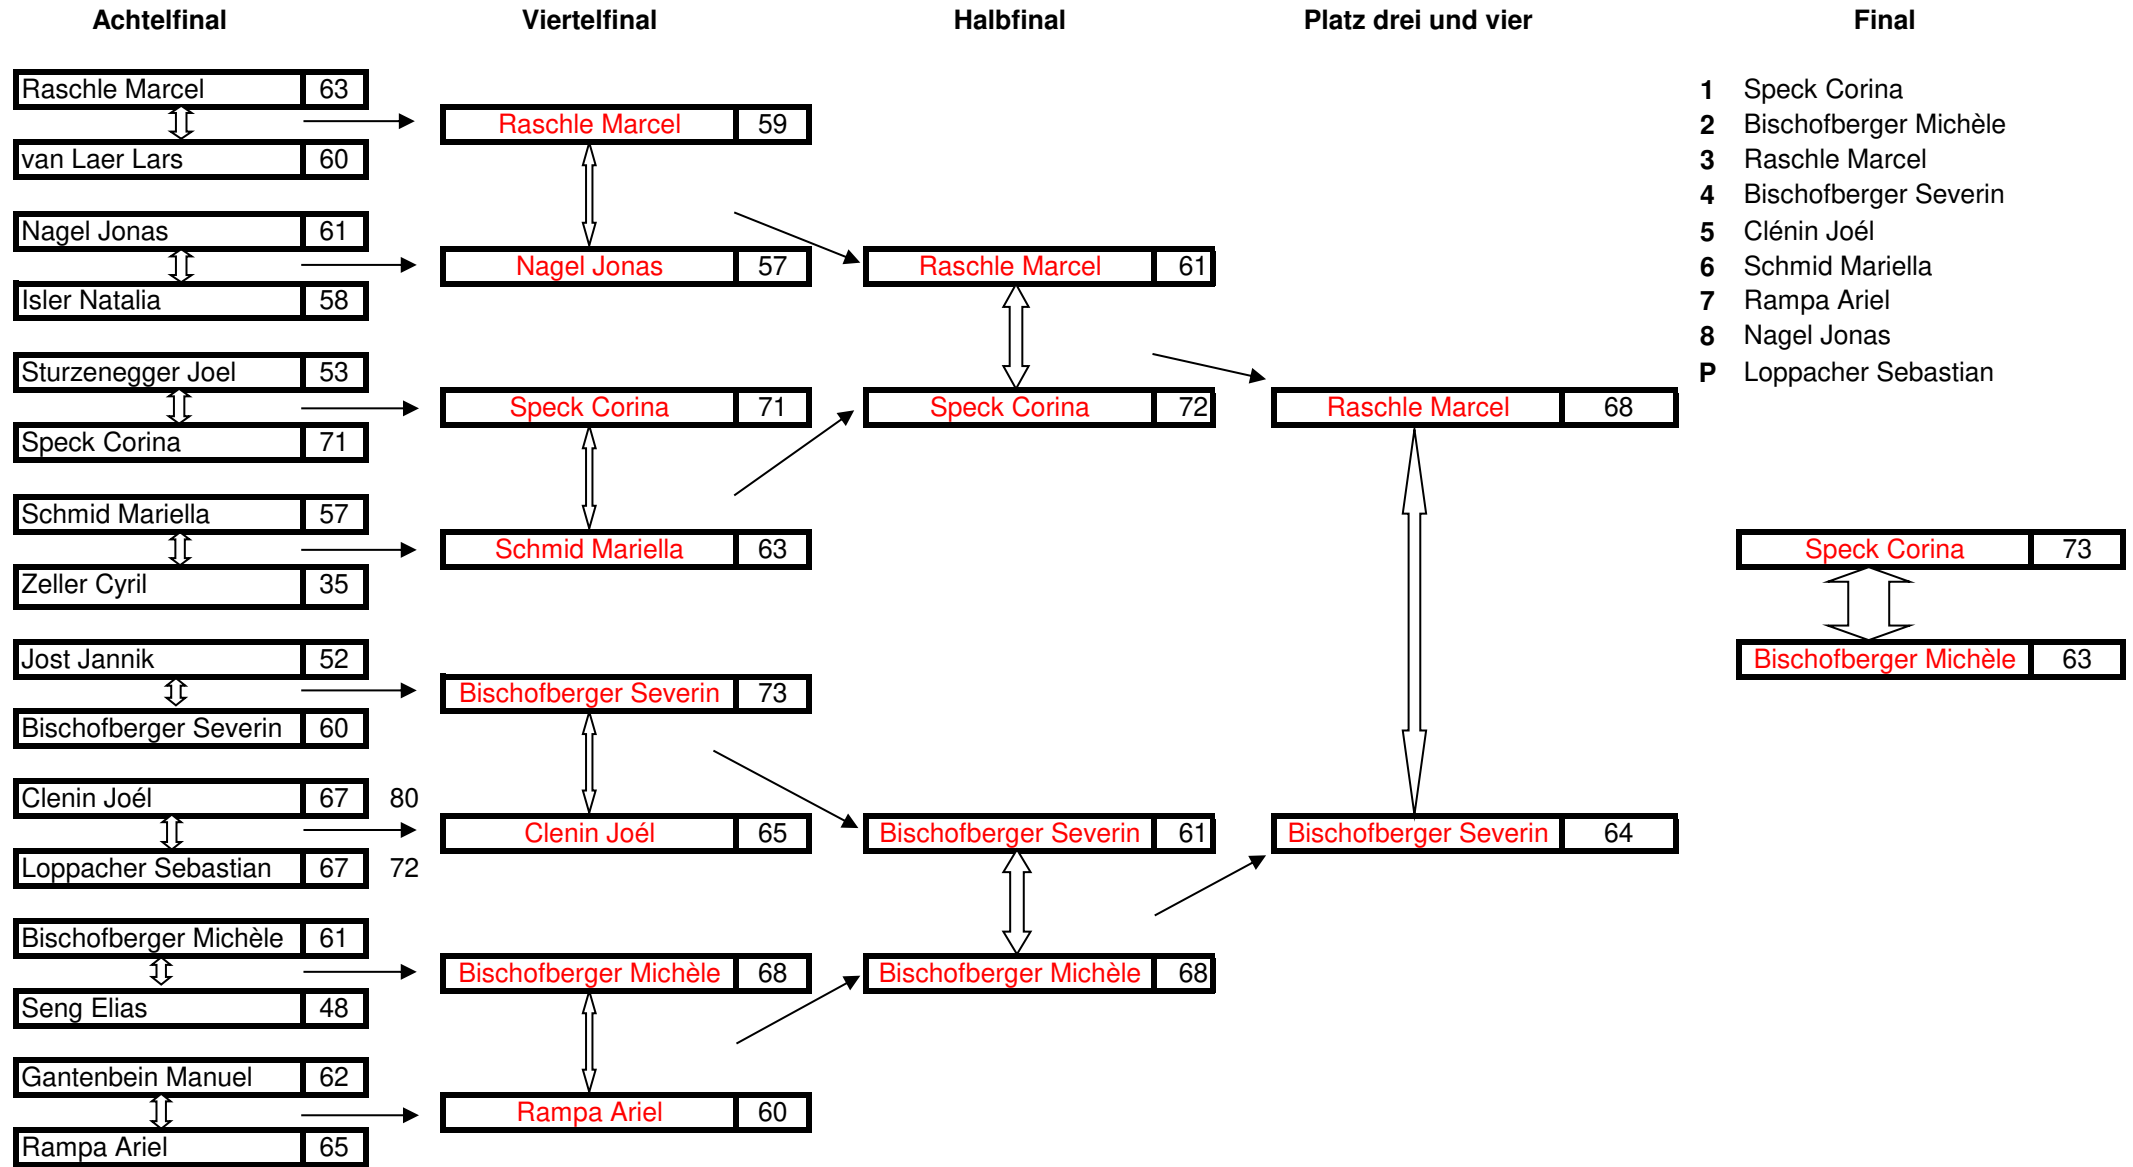 Achtelfinal
Viertelfinal
Halbfinal
Platz drei und vier
Final
Raschle Marcel 63
van Laer Lars 60
Nagel Jonas 61
Isler Natalia 58
Sturzenegger Joel 53
Speck Corina 71
Schmid Mariella 57
Zeller Cyril 35
Jost Jannik 52
Bischofberger Severin 60
Clenin Joél 67 80
Loppacher Sebastian 67 72
Bischofberger Michèle 61
Seng Elias 48
Gantenbein Manuel 62
Rampa Ariel 65
Raschle Marcel 59
Nagel Jonas 57
Speck Corina 71
Schmid Mariella 63
Bischofberger Severin 73
Clenin Joél 65
Bischofberger Michèle 68
Rampa Ariel 60
Raschle Marcel 61
Speck Corina 72
Bischofberger Severin 61
Bischofberger Michèle 68
Raschle Marcel 68
Bischofberger Severin 64
1 Speck Corina
2 Bischofberger Michèle
3 Raschle Marcel
4 Bischofberger Severin
5 Clénin Joél
6 Schmid Mariella
7 Rampa Ariel
8 Nagel Jonas
P Loppacher Sebastian
Speck Corina 73
Bischofberger Michèle 63